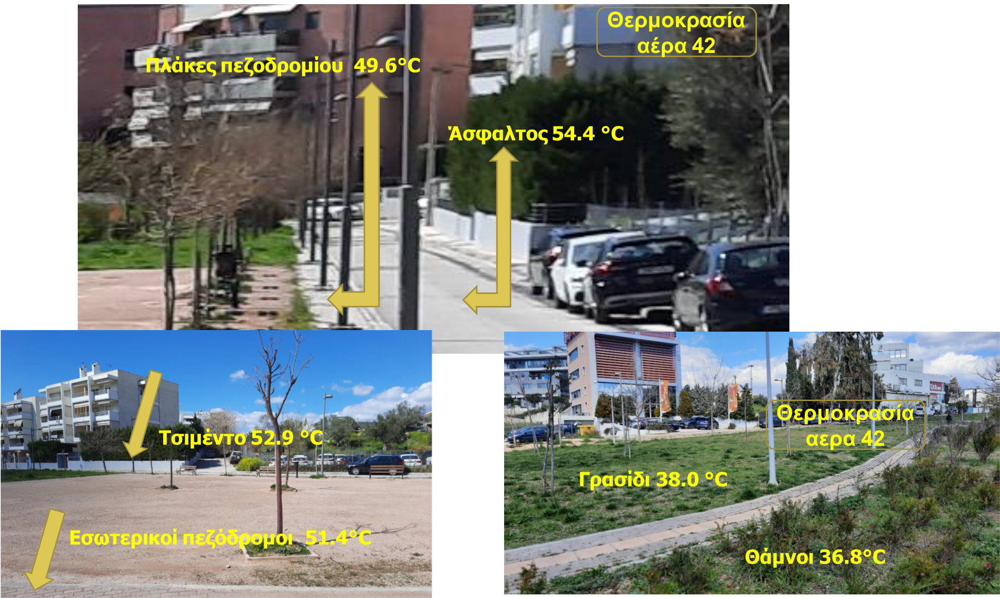 Θερμοκρασία
αέρα 42
Πλάκες πεζοδρομίου 49.6°C
Άσφαλτος 54.4 °C
Τσιμέντο 52.9 °C
Εσωτερικοί πεζόδρομοι 51.4°C
Θερμοκρασία
αερα 42
Γρασίδι 38.0 °C
Θάμνοι 36.8°C